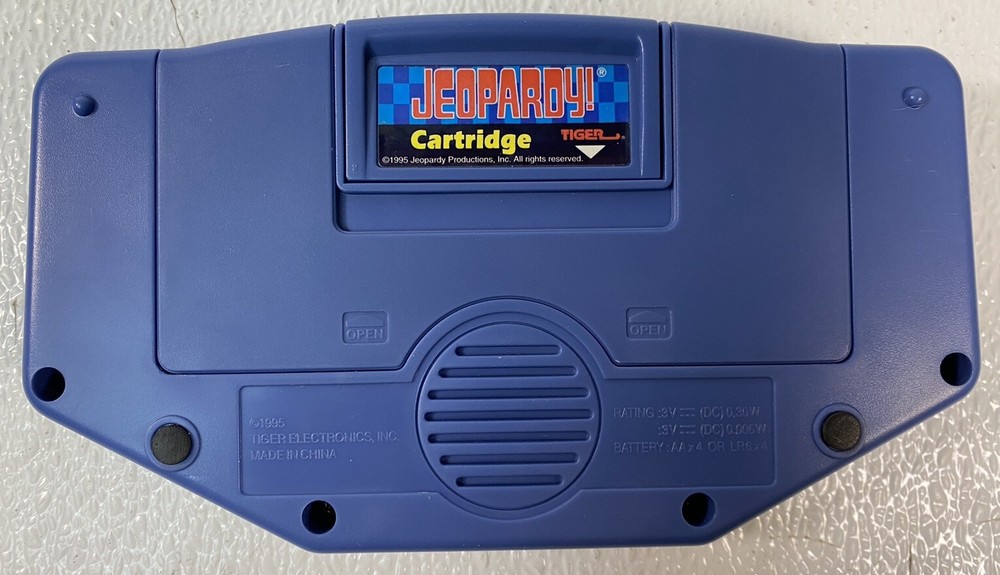 JEOPARDY!®
Cartridge
TIGER
©1995 Jeopardy Productions, Inc. All rights reserved.
OPEN
OPEN
©1995
TIGER ELECTRONICS, INC.
MADE IN CHINA
RATING :3V (DC) 0.30W
:3V (DC) 0.006W
BATTERY : AA x 4 OR LR6 x 4